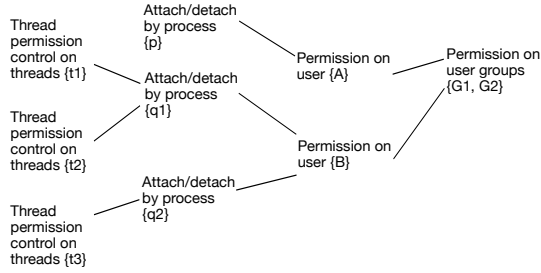 Thread
permission
control on
threads {t1}
Thread
permission
control on
threads {t2}
Thread
permission
control on
threads {t3}
Attach/detach
by process
{p}
Attach/detach
by process
{q1}
Attach/detach
by process
{q2}
Permission on
user {A}
Permission on
user {B}
Permission on
user groups
{G1, G2}